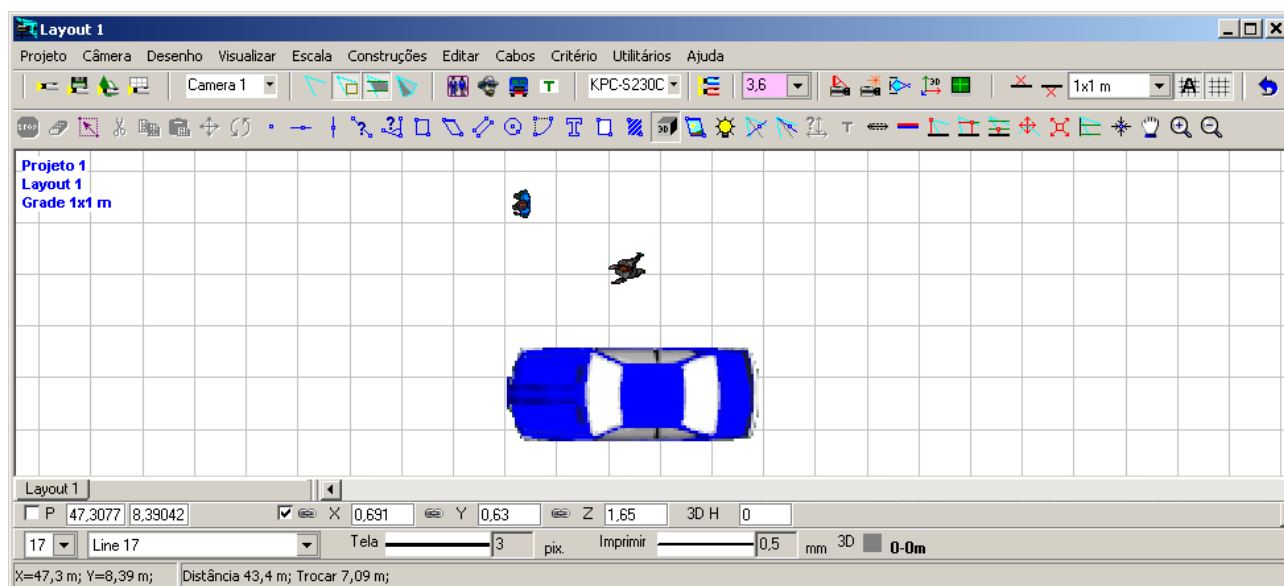 Layout 1
Projeto Câmera Desenho Visualizar Escala Construções Editar Cabos Critério Utilitários Ajuda
Camera 1 T KPC-S230C 3,6 1x1 m
STOP 3D T
Projeto 1
Layout 1
Grade 1x1 m
Layout 1
P 47,3077 8,39042 X 0,691 Y 0,63 Z 1,65 3D H 0
17 Line 17 Tela 3 pix. Imprimir 0,5 mm 3D 0-0m
X=47,3 m; Y=8,39 m; Distância 43,4 m; Trocar 7,09 m;